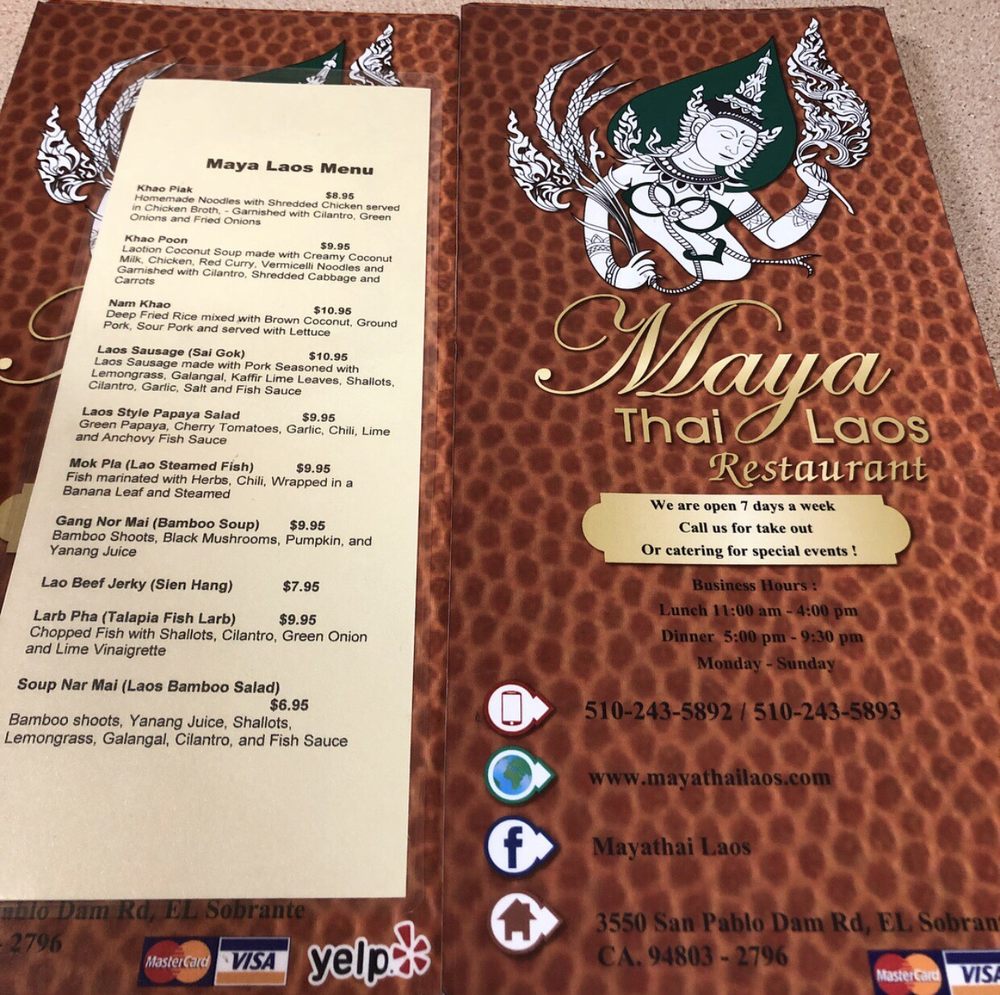 Maya Laos Menu
Khao Piak $8.95
Homemade Noodles with Shredded Chicken served
in Chicken Broth, - Garnished with Cilantro, Green
Onions and Fried Onions
Khao Poon $9.95
Laotion Coconut Soup made with Creamy Coconut
Milk, Chicken, Red Curry, Vermicelli Noodles and
Garnished with Cilantro, Shredded Cabbage and
Carrots
Nam Khao $10.95
Deep Fried Rice mixed with Brown Coconut, Ground
Pork, Sour Pork and served with Lettuce
Laos Sausage (Sai Gok) $10.95
Laos Sausage made with Pork Seasoned with
Lemongrass, Galangal, Kaffir Lime Leaves, Shallots,
Cilantro, Garlic, Salt and Fish Sauce
Laos Style Papaya Salad $9.95
Green Papaya, Cherry Tomatoes, Garlic, Chili, Lime
and Anchovy Fish Sauce
Mok Pla (Lao Steamed Fish) $9.95
Fish marinated with Herbs, Chili, Wrapped in a
Banana Leaf and Steamed
Gang Nor Mai (Bamboo Soup) $9.95
Bamboo Shoots, Black Mushrooms, Pumpkin, and
Yanang Juice
Lao Beef Jerky (Sien Hang) $7.95
Larb Pha (Talapia Fish Larb) $9.95
Chopped Fish with Shallots, Cilantro, Green Onion
and Lime Vinaigrette
Soup Nar Mai (Laos Bamboo Salad)
$6.95
Bamboo shoots, Yanang Juice, Shallots,
Lemongrass, Galangal, Cilantro, and Fish Sauce
Dam Rd, EL Sobrante
- 2796
MasterCard VISA yelp
Maya
Thai Laos
Restaurant
We are open 7 days a week
Call us for take out
Or catering for special events !
Business Hours :
Lunch 11:00 am - 4:00 pm
Dinner 5:00 pm - 9:30 pm
Monday - Sunday
510-243-5892 / 510-243-5893
www.mayathailaos.com
f Mayathai Laos
3550 San Pablo Dam Rd, EL Sobran
CA. 94803 - 2796
MasterCard VISA